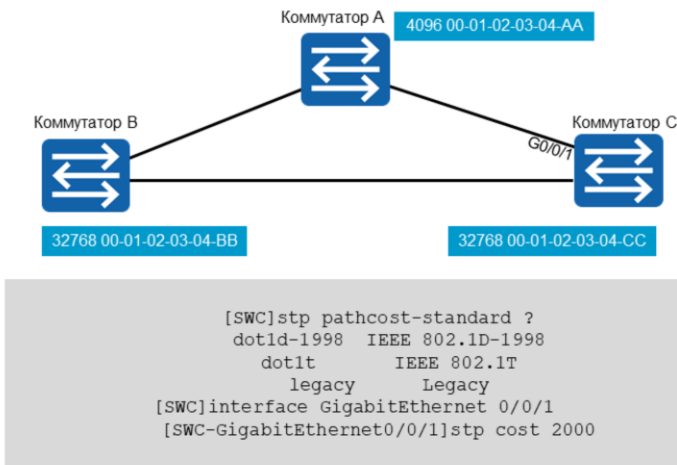 Коммутатор A
4096 00-01-02-03-04-AA
Коммутатор B
Коммутатор C
G0/0/1
32768 00-01-02-03-04-BB
32768 00-01-02-03-04-CC
[SWC]stp pathcost-standard ?
dot1d-1998 IEEE 802.1D-1998
dot1t IEEE 802.1T
legacy Legacy
[SWC]interface GigabitEthernet 0/0/1
[SWC-GigabitEthernet0/0/1]stp cost 2000